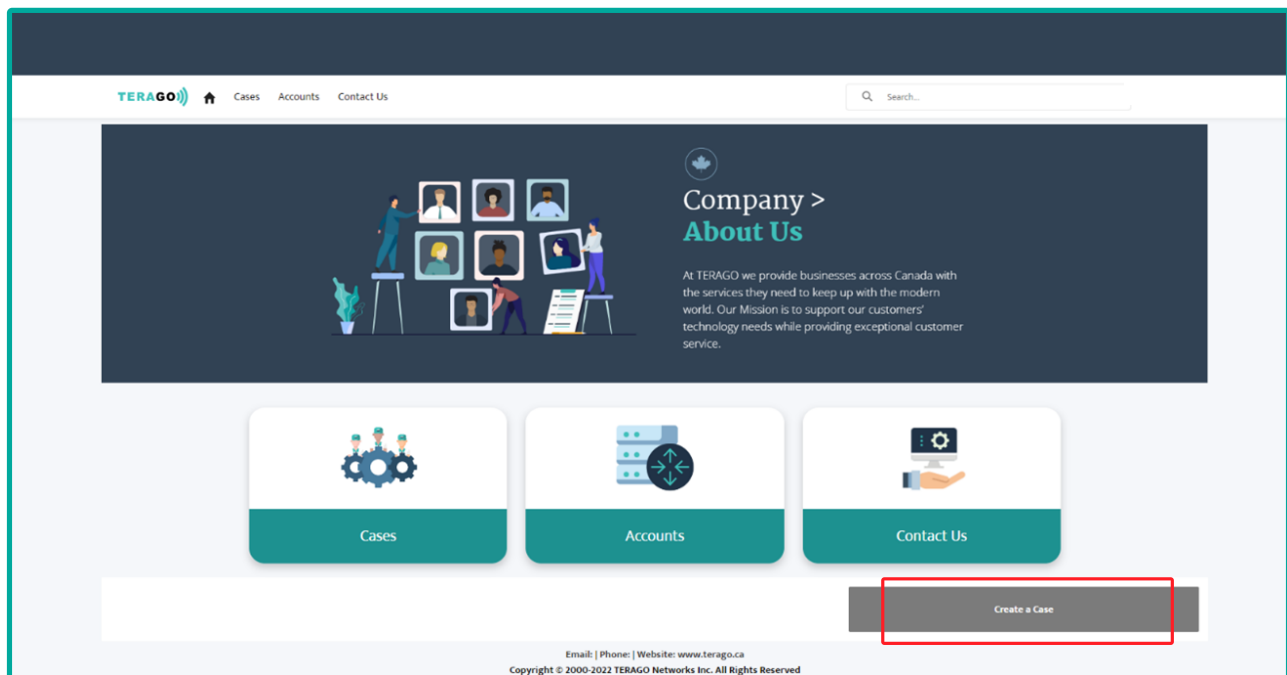 TERAGO
Cases Accounts Contact Us
Search...
Company >
About Us
At TERAGO we provide businesses across Canada with
the services they need to keep up with the modern
world. Our Mission is to support our customers'
technology needs while providing exceptional customer
service.
Cases
Accounts
Contact Us
Create a Case
Email: | Phone: | Website: www.terago.ca
Copyright © 2000-2022 TERAGO Networks Inc. All Rights Reserved